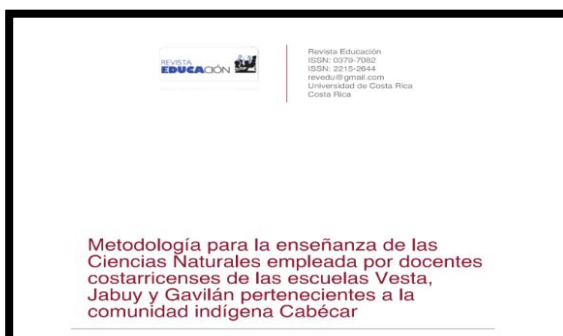 REVISTA
EDUCACIÓN
Revista Educación
ISSN: 0379-7082
ISSN: 2215-2644
revedu@gmail.com
Universidad de Costa Rica
Costa Rica
Metodología para la enseñanza de las
Ciencias Naturales empleada por docentes
costarricenses de las escuelas Vesta,
Jabuy y Gavilán pertenecientes a la
comunidad indígena Cabécar